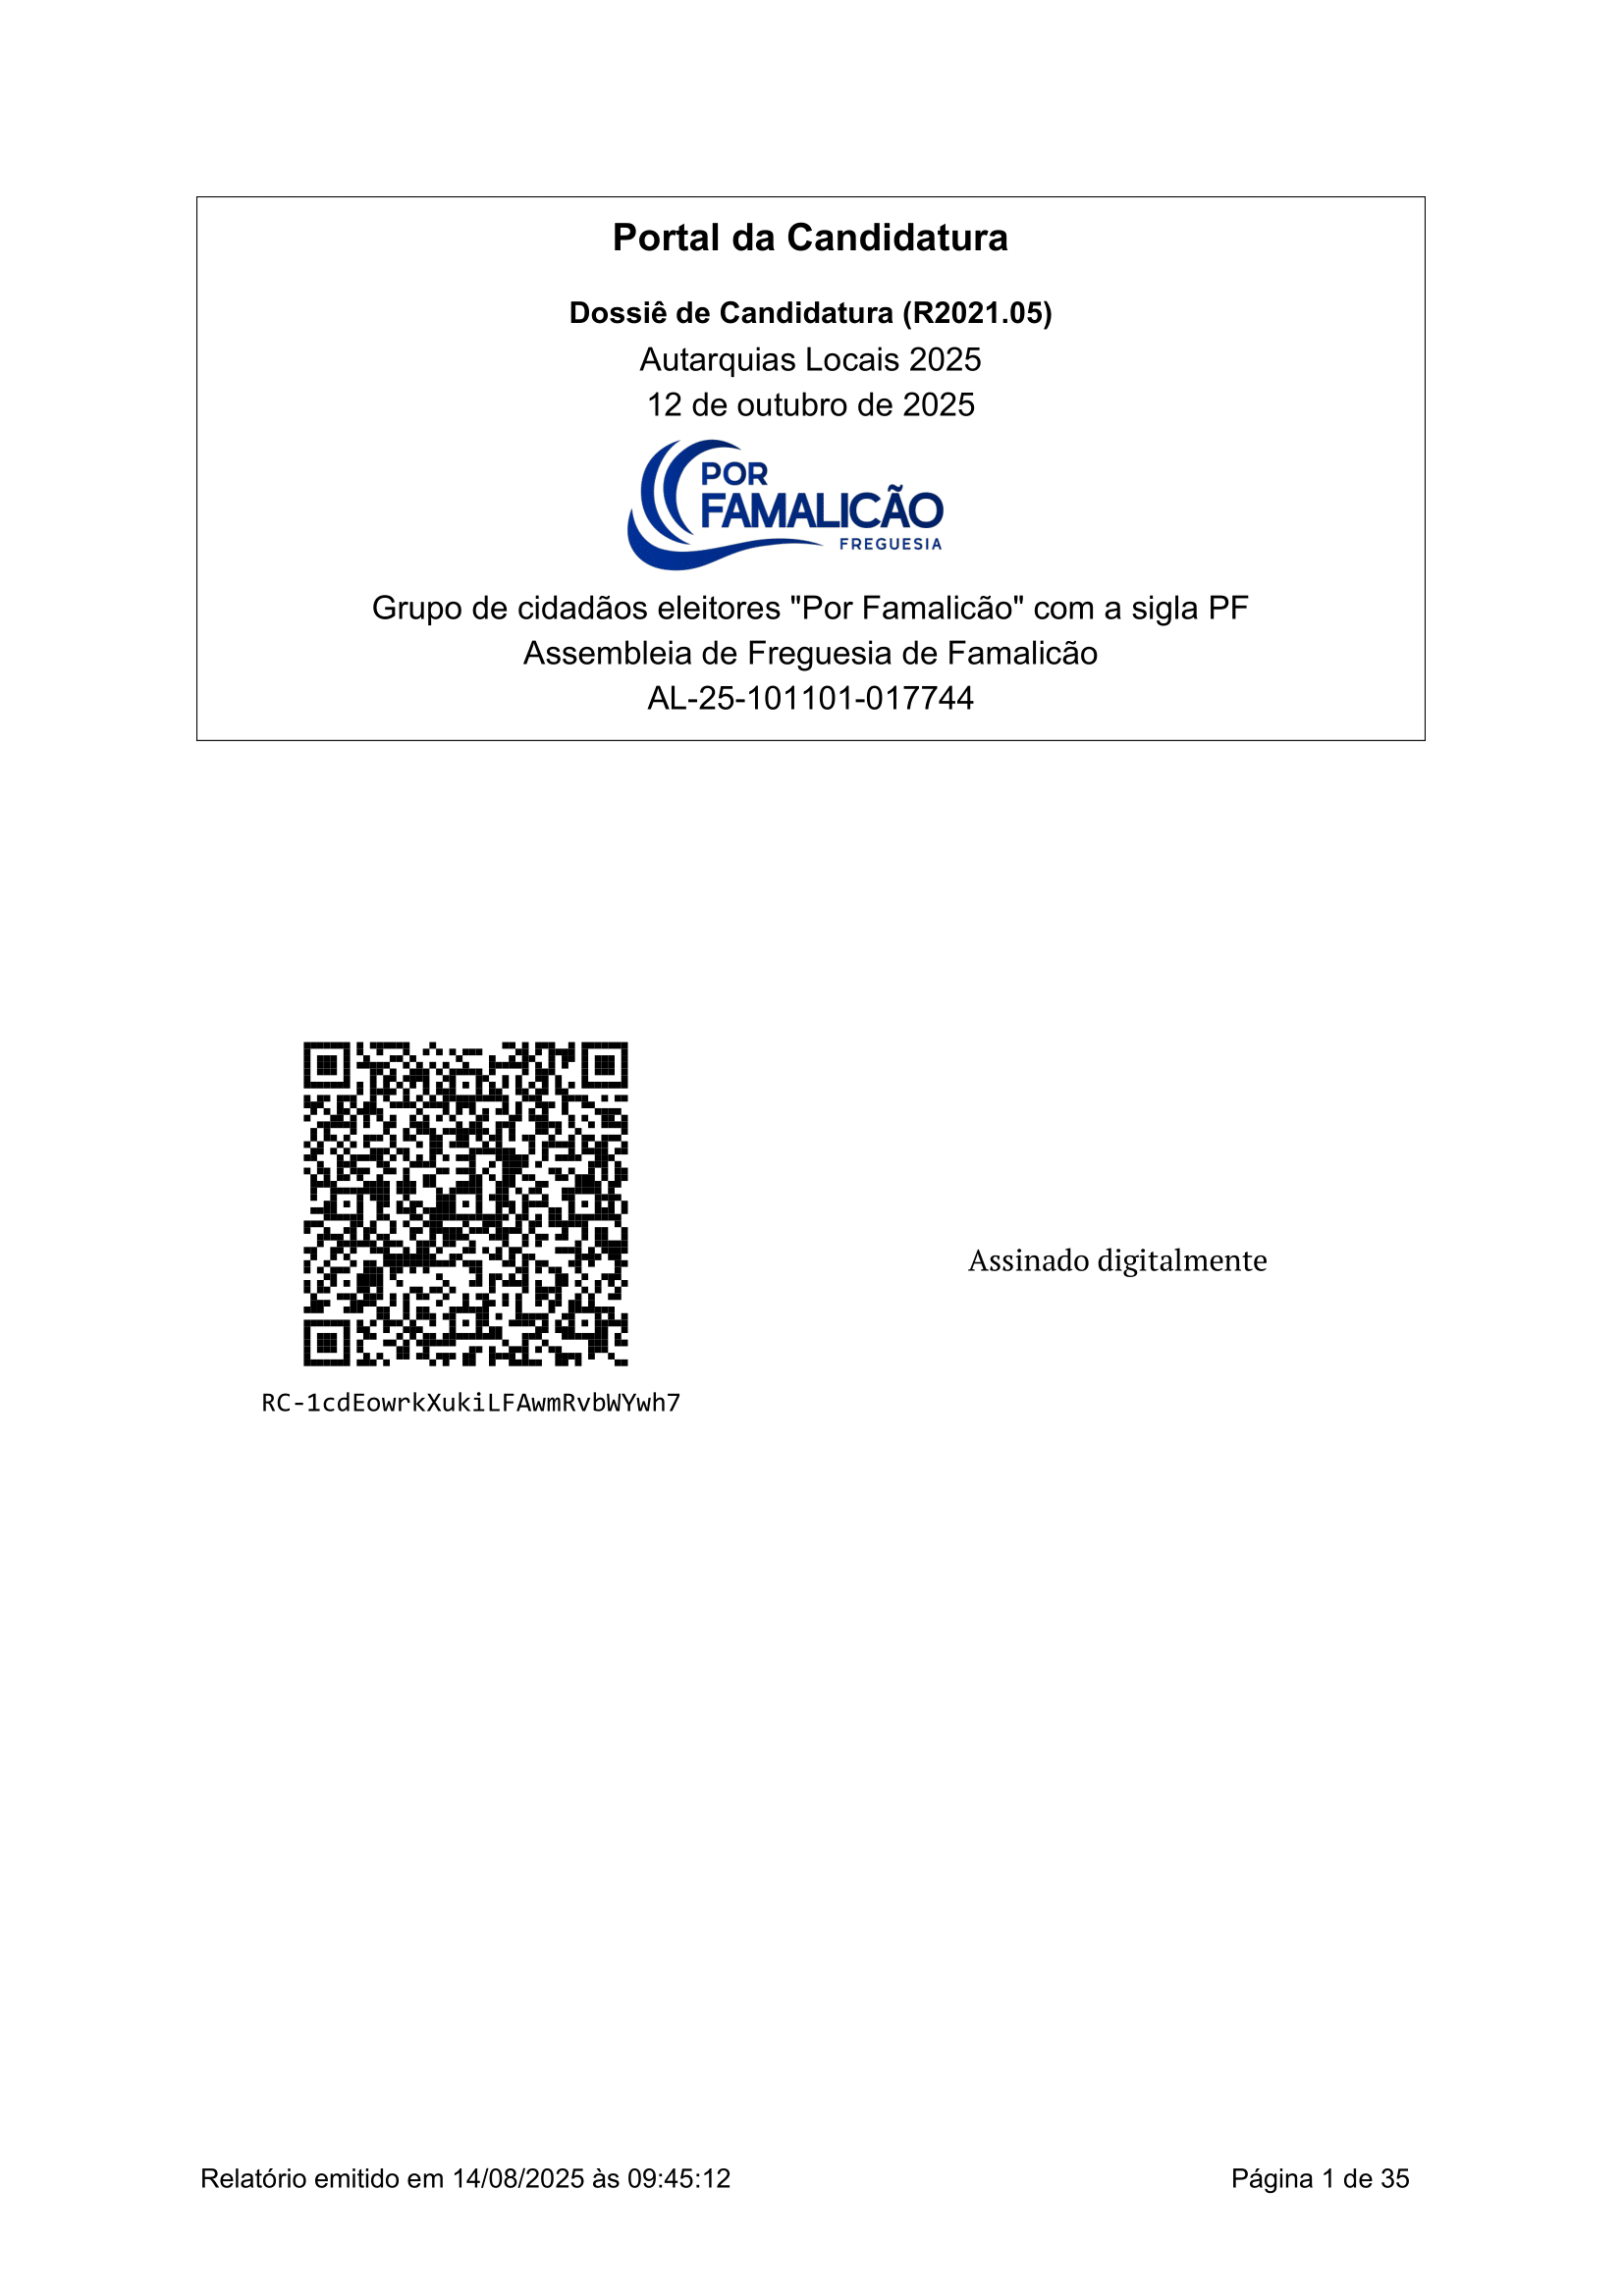 Portal da Candidatura
Dossiê de Candidatura (R2021.05)
Autarquias Locais 2025
12 de outubro de 2025
POR
FAMALICÃO
FREGUESIA
Grupo de cidadãos eleitores "Por Famalicão" com a sigla PF
Assembleia de Freguesia de Famalicão
AL-25-101101-017744
Assinado digitalmente
RC-1cdEowrkXukiLFAwmRvbWYwh7
Relatório emitido em 14/08/2025 às 09:45:12
Página 1 de 35